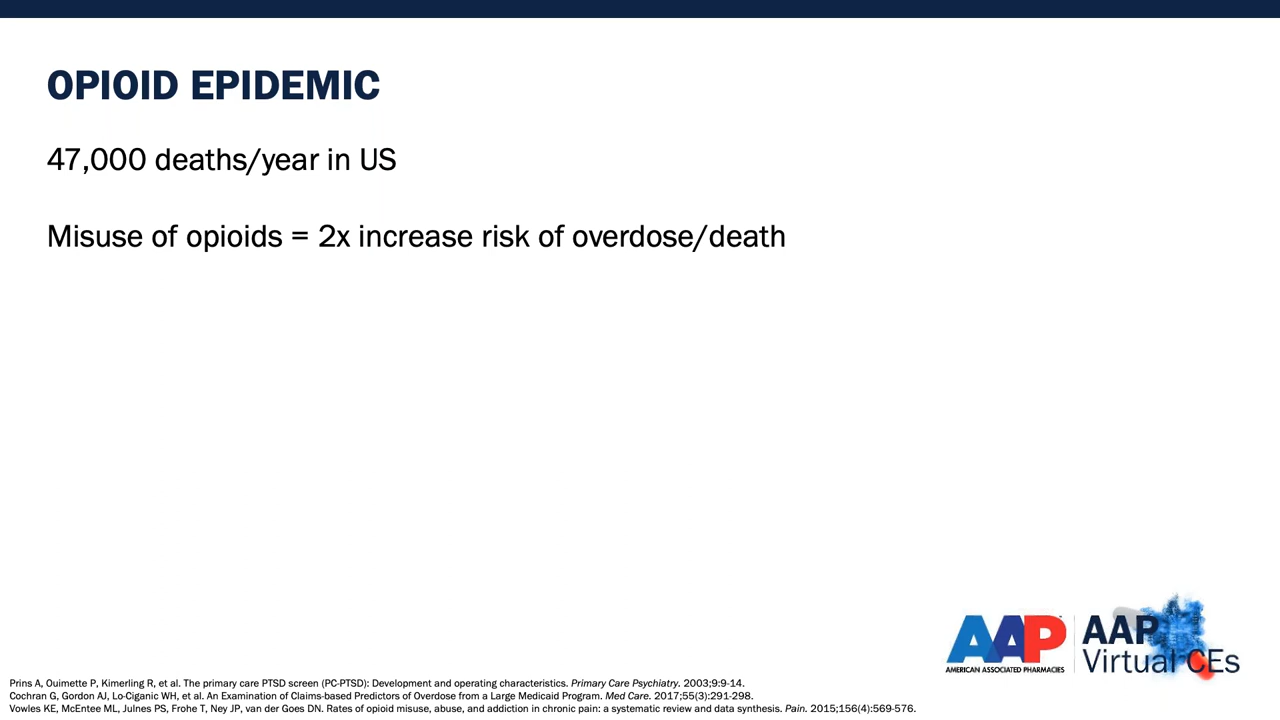 OPIOID EPIDEMIC
47,000 deaths/year in US
Misuse of opioids = 2x increase risk of overdose/death
AAP
AMERICAN ASSOCIATED PHARMACIES
AAP
Virtual CEs
Prins A, Ouimette P, Kimerling R, et al. The primary care PTSD screen (PC-PTSD): Development and operating characteristics. Primary Care Psychiatry. 2003;9:9-14.
Cochran G, Gordon AJ, Lo-Ciganic WH, et al. An Examination of Claims-based Predictors of Overdose from a Large Medicaid Program. Med Care. 2017;55(3):291-298.
Vowles KE, McEntee ML, Julnes PS, Frohe T, Ney JP, van der Goes DN. Rates of opioid misuse, abuse, and addiction in chronic pain: a systematic review and data synthesis. Pain. 2015;156(4):569-576.